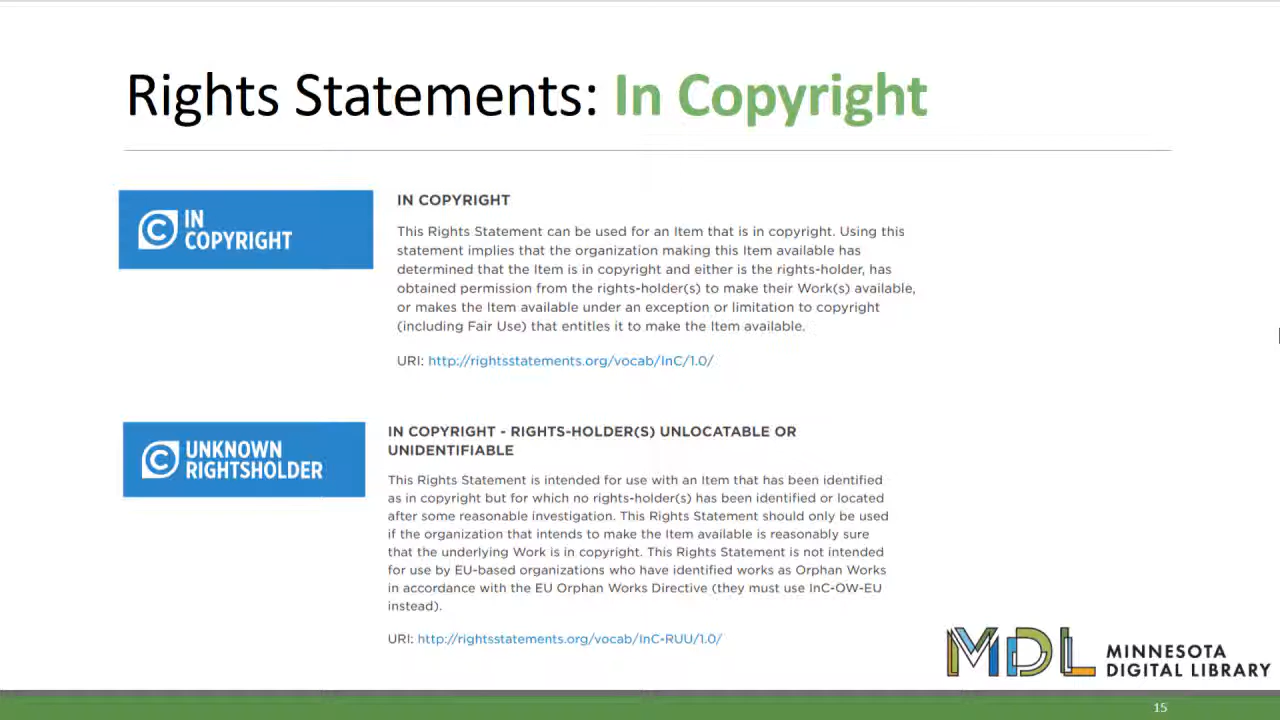 Rights Statements: In Copyright
IN
COPYRIGHT
IN COPYRIGHT
This Rights Statement can be used for an Item that is in copyright. Using this
statement implies that the organization making this Item available has
determined that the Item is in copyright and either is the rights-holder, has
obtained permission from the rights-holder(s) to make their Work(s) available,
or makes the Item available under an exception or limitation to copyright
(including Fair Use) that entitles it to make the Item available.
URI: http://rightsstatements.org/vocab/InC/1.0/
UNKNOWN
RIGHTSHOLDER
IN COPYRIGHT - RIGHTS-HOLDER(S) UNLOCATABLE OR
UNIDENTIFIABLE
This Rights Statement is intended for use with an Item that has been identified
as in copyright but for which no rights-holder(s) has been identified or located
after some reasonable investigation. This Rights Statement should only be used
if the organization that intends to make the Item available is reasonably sure
that the underlying Work is in copyright. This Rights Statement is not intended
for use by EU-based organizations who have identified works as Orphan Works
in accordance with the EU Orphan Works Directive (they must use InC-OW-EU
instead).
URI: http://rightsstatements.org/vocab/InC-RUU/1.0/
MDL
MINNESOTA
DIGITAL LIBRARY
15